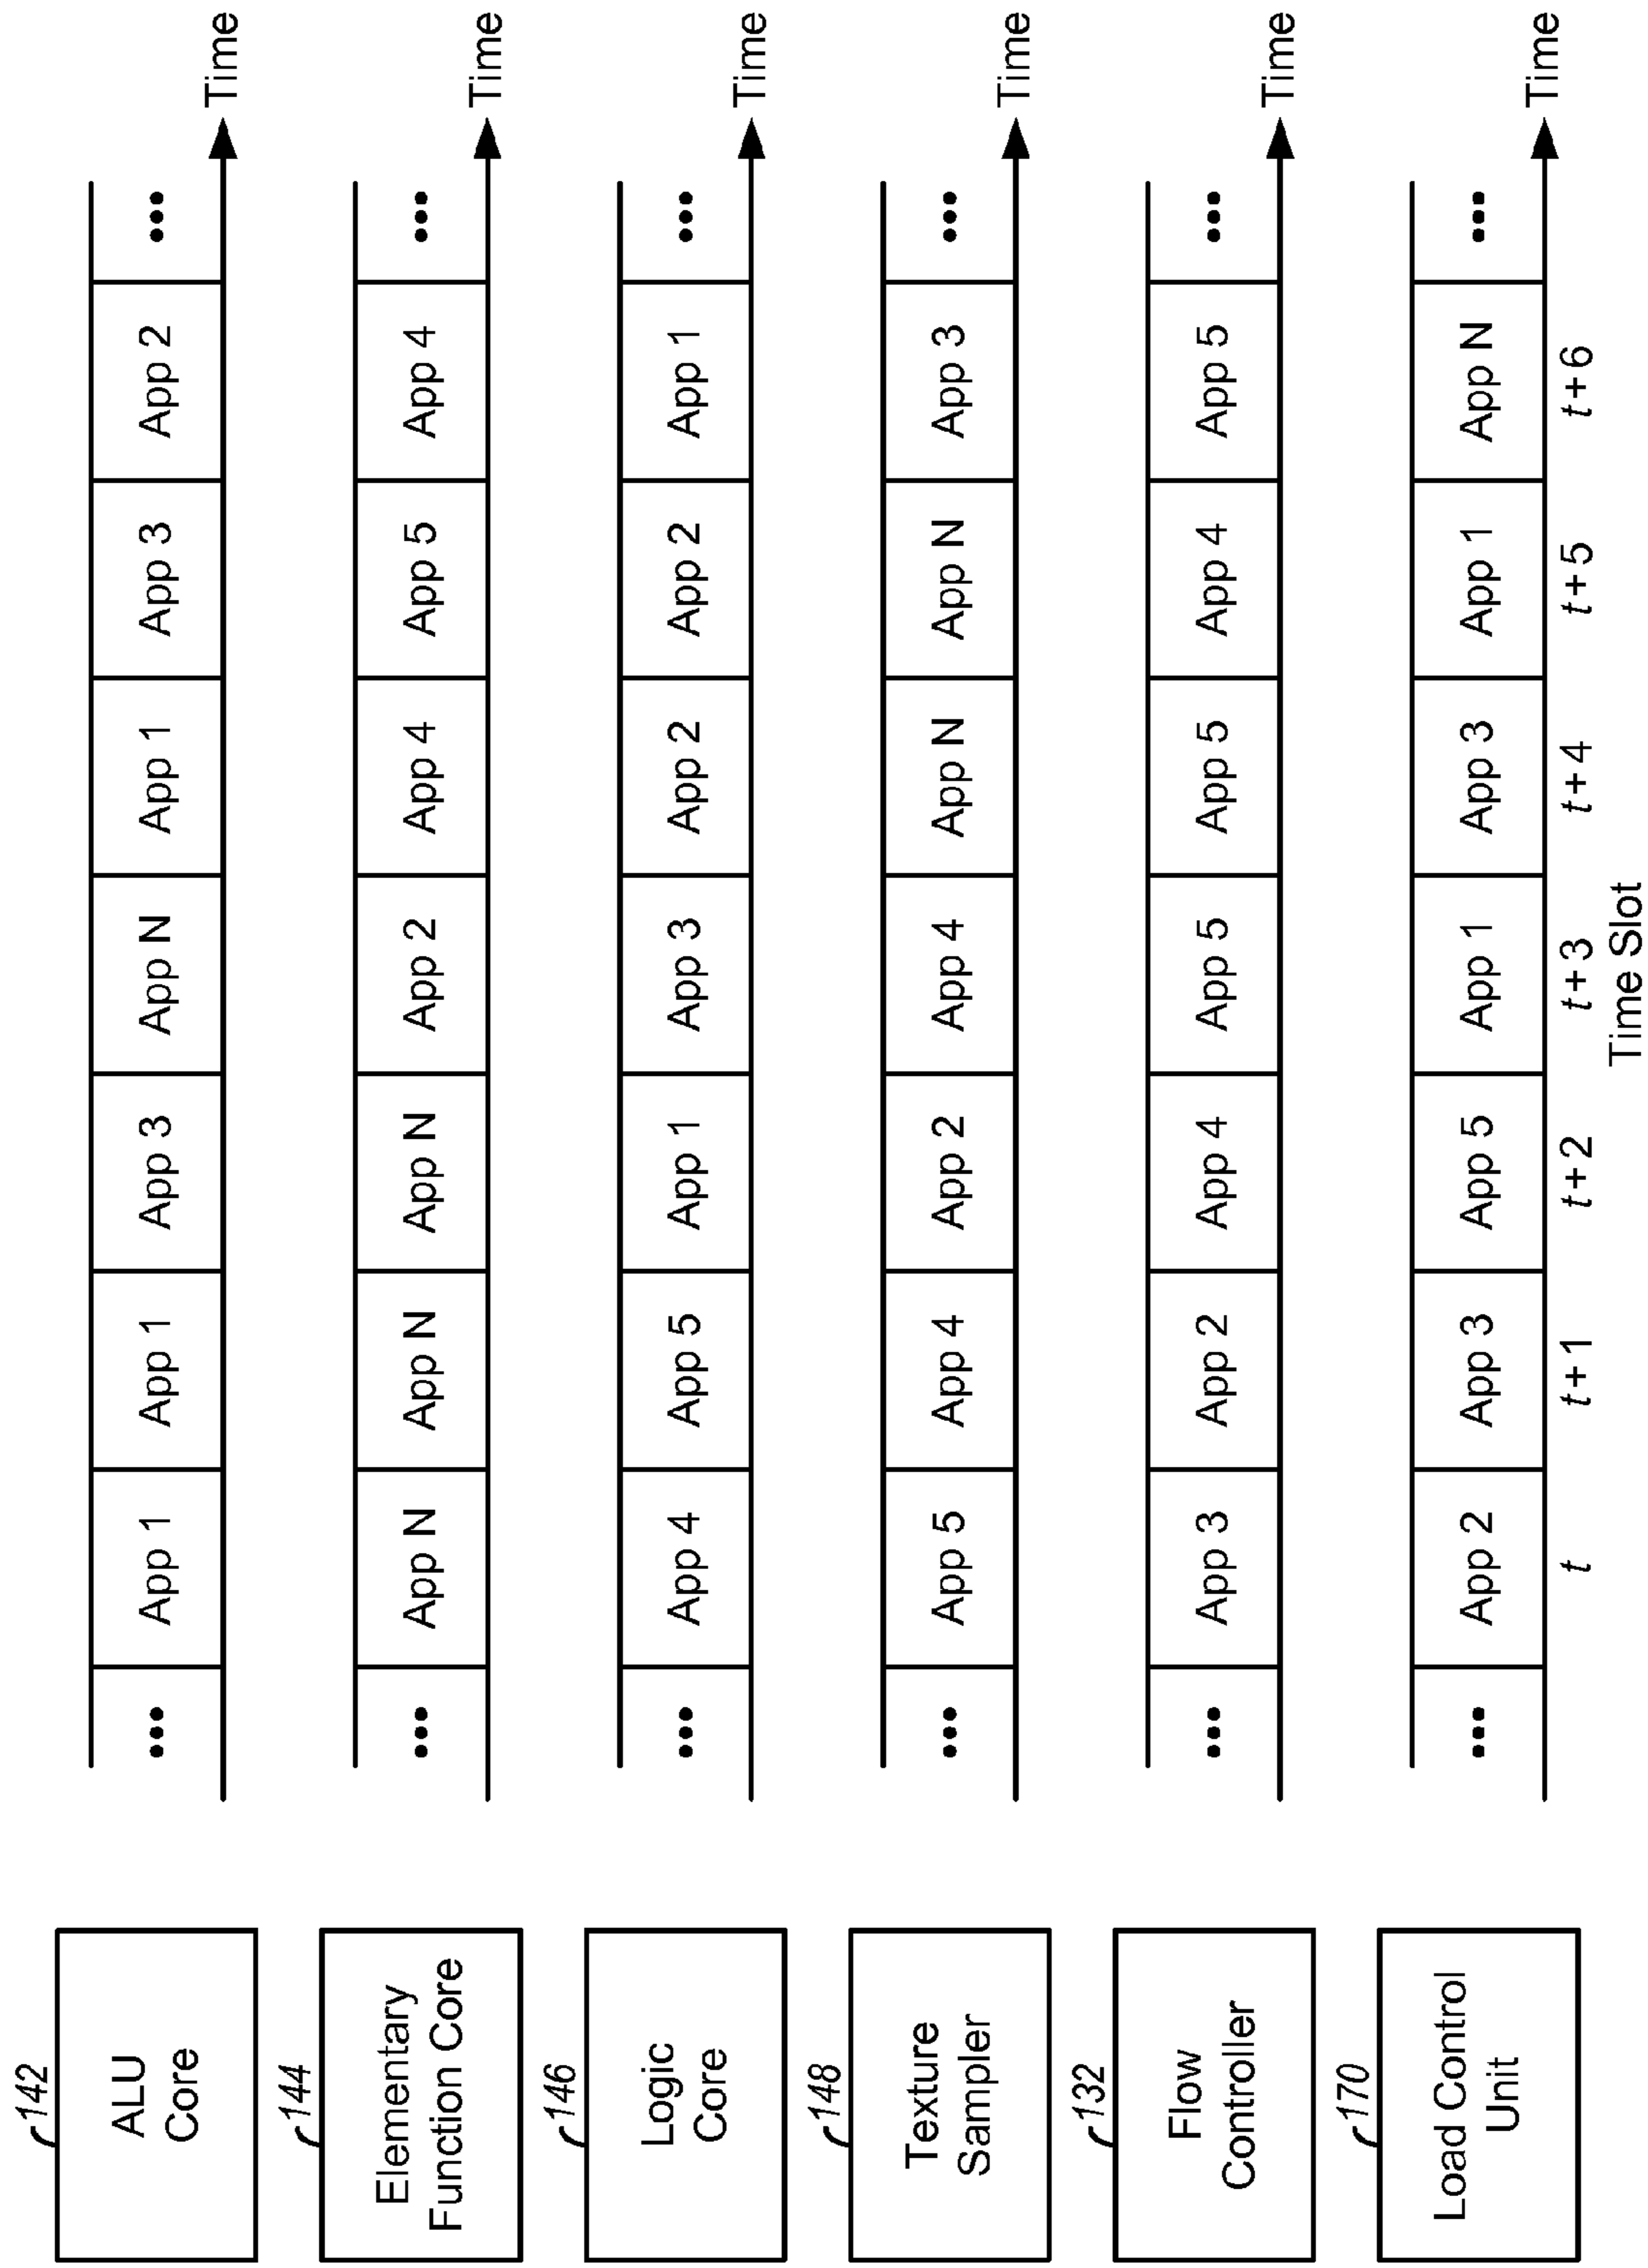 142
ALU
Core
... App 1 App 1 App 3 App N App 1 App 3 App 2 ...
Time
144
Elementary
Function Core
... App N App N App N App 2 App 4 App 5 App 4 ...
Time
146
Logic
Core
... App 4 App 5 App 1 App 3 App 2 App 2 App 1 ...
Time
148
Texture
Sampler
... App 5 App 4 App 2 App 4 App N App N App 3 ...
Time
132
Flow
Controller
... App 3 App 2 App 4 App 5 App 5 App 4 App 5 ...
Time
170
Load Control
Unit
... App 2 App 3 App 5 App 1 App 3 App 1 App N ...
Time
t t+1 t+2 t+3 t+4 t+5 t+6
Time Slot